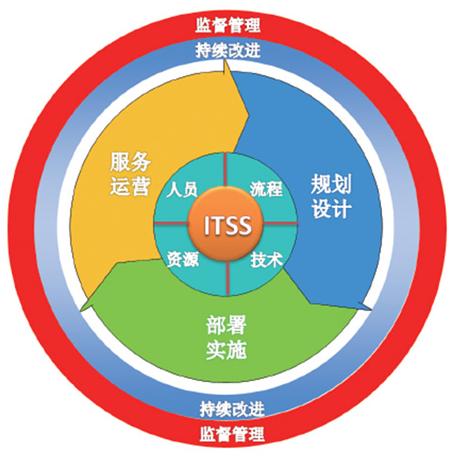 监督管理
持续改进
服务
运营
规划
设计
人员
流程
ITSS
资源
技术
部署
实施
持续改进
监督管理